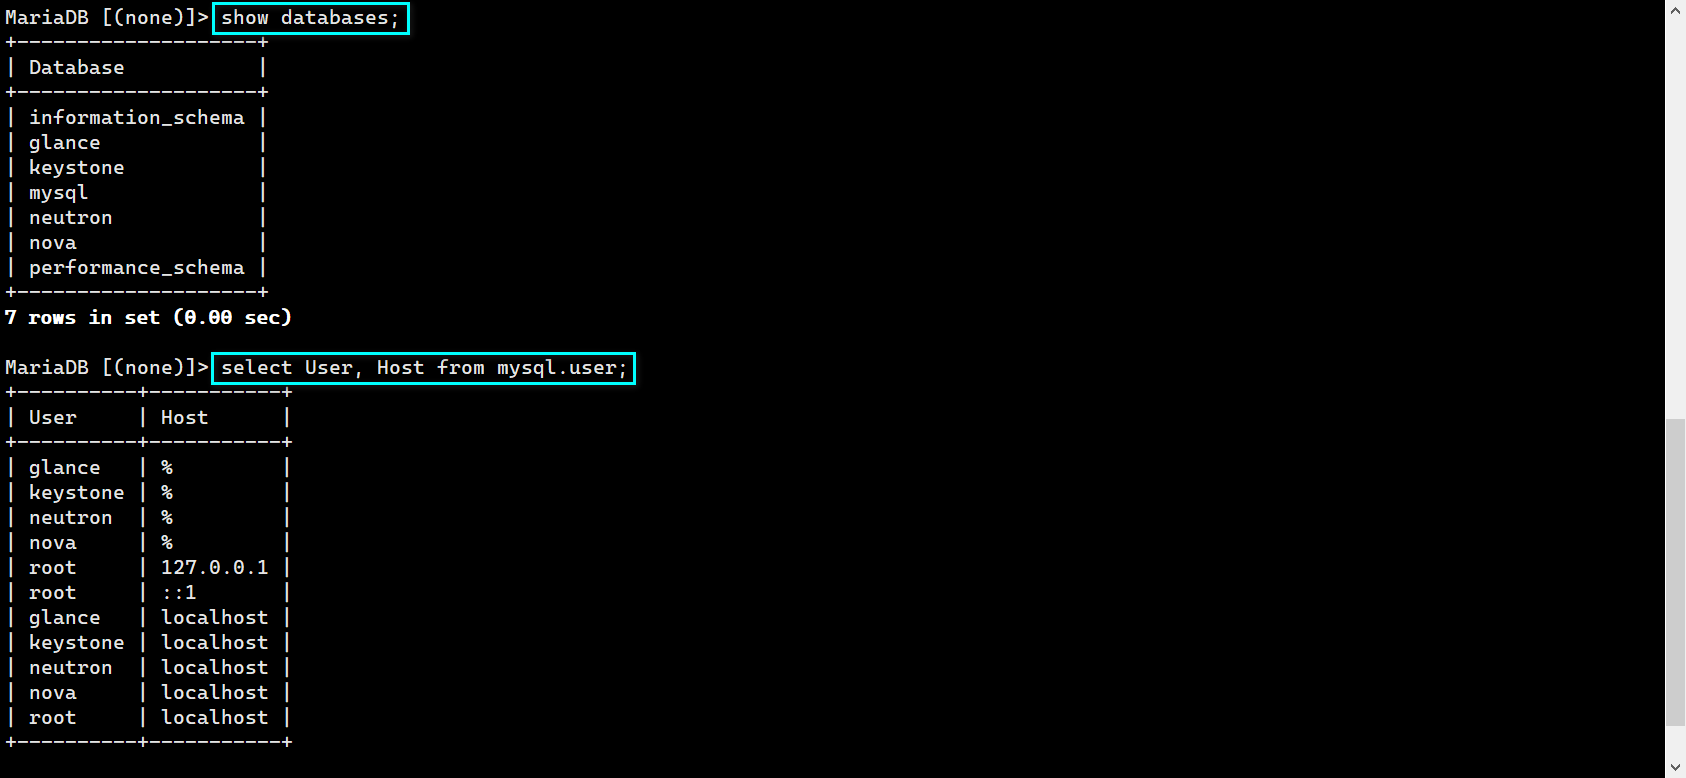 MariaDB [(none)]> show databases;
+--------------------+
| Database           |
+--------------------+
| information_schema |
| glance             |
| keystone           |
| mysql              |
| neutron            |
| nova               |
| performance_schema |
+--------------------+
7 rows in set (0.00 sec)
MariaDB [(none)]> select User, Host from mysql.user;
+----------+-----------+
| User     | Host      |
+----------+-----------+
| glance   | %         |
| keystone | %         |
| neutron  | %         |
| nova     | %         |
| root     | 127.0.0.1 |
| root     | ::1       |
| glance   | localhost |
| keystone | localhost |
| neutron  | localhost |
| nova     | localhost |
| root     | localhost |
+----------+-----------+